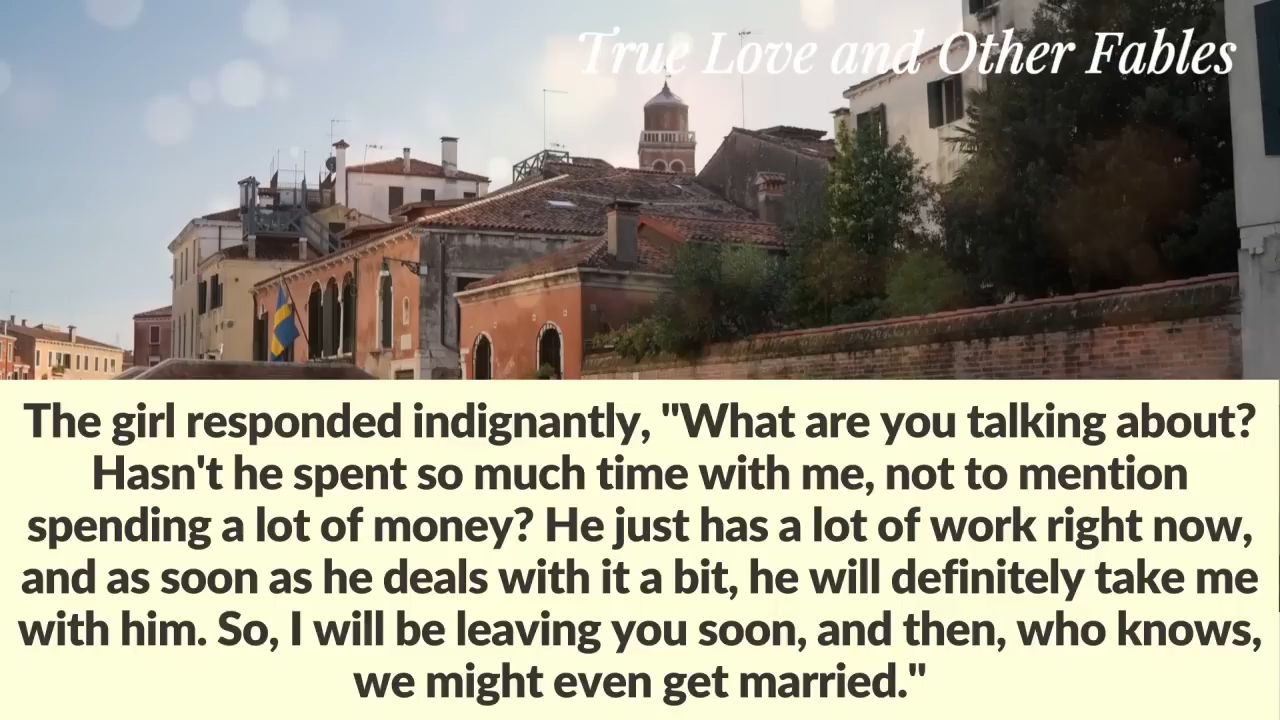 True Love and Other Fables
The girl responded indignantly, "What are you talking about?
Hasn't he spent so much time with me, not to mention
spending a lot of money? He just has a lot of work right now,
and as soon as he deals with it a bit, he will definitely take me
with him. So, I will be leaving you soon, and then, who knows,
we might even get married."